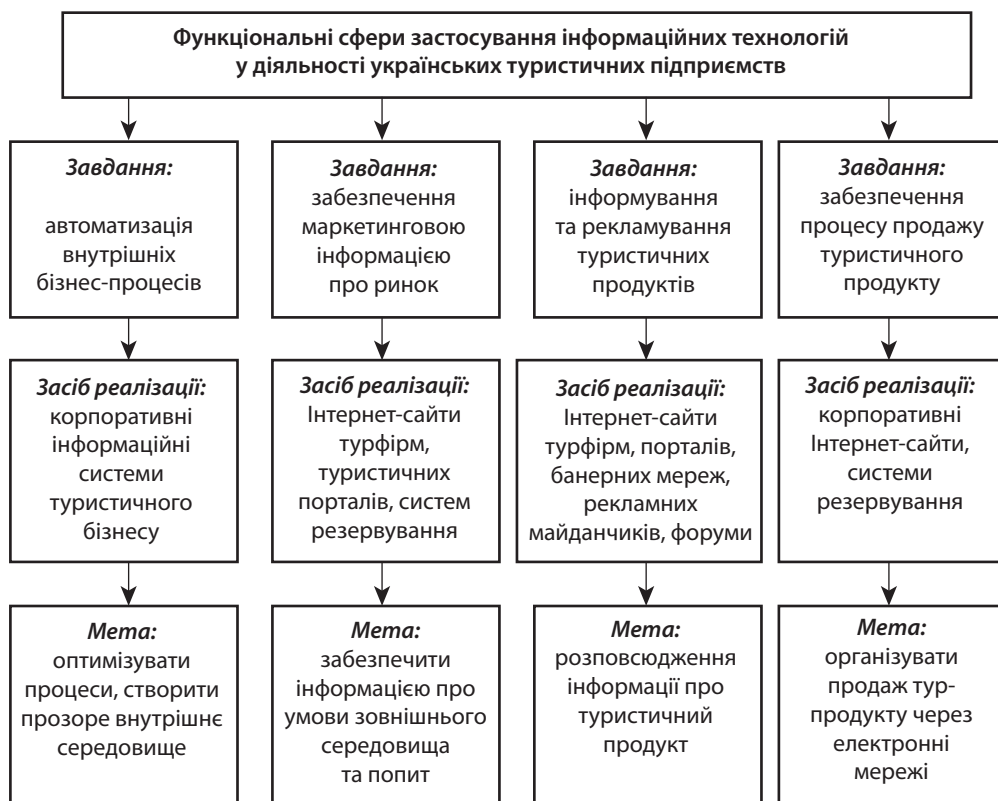 Функціональні сфери застосування інформаційних технологій
у діяльності українських туристичних підприємств
Завдання:
автоматизація
внутрішніх
бізнес-процесів
Завдання:
забезпечення
маркетинговою
інформацією
про ринок
Завдання:
інформування
та рекламування
туристичних
продуктів
Завдання:
забезпечення
процесу продажу
туристичного
продукту
Засіб реалізації:
корпоративні
інформаційні
системи
туристичного
бізнесу
Засіб реалізації:
Інтернет-сайти
турфірм,
туристичних
порталів, систем
резервування
Засіб реалізації:
Інтернет-сайти
турфірм, порталів,
банерних мереж,
рекламних
майданчиків, форуми
Засіб реалізації:
корпоративні
Інтернет-сайти,
системи
резервування
Мета:
оптимізувати
процеси, створити
прозоре внутрішнє
середовище
Мета:
забезпечити
інформацією про
умови зовнішнього
середовища
та попит
Мета:
розповсюдження
інформації про
туристичний
продукт
Мета:
організувати
продаж тур-
продукту через
електронні
мережі